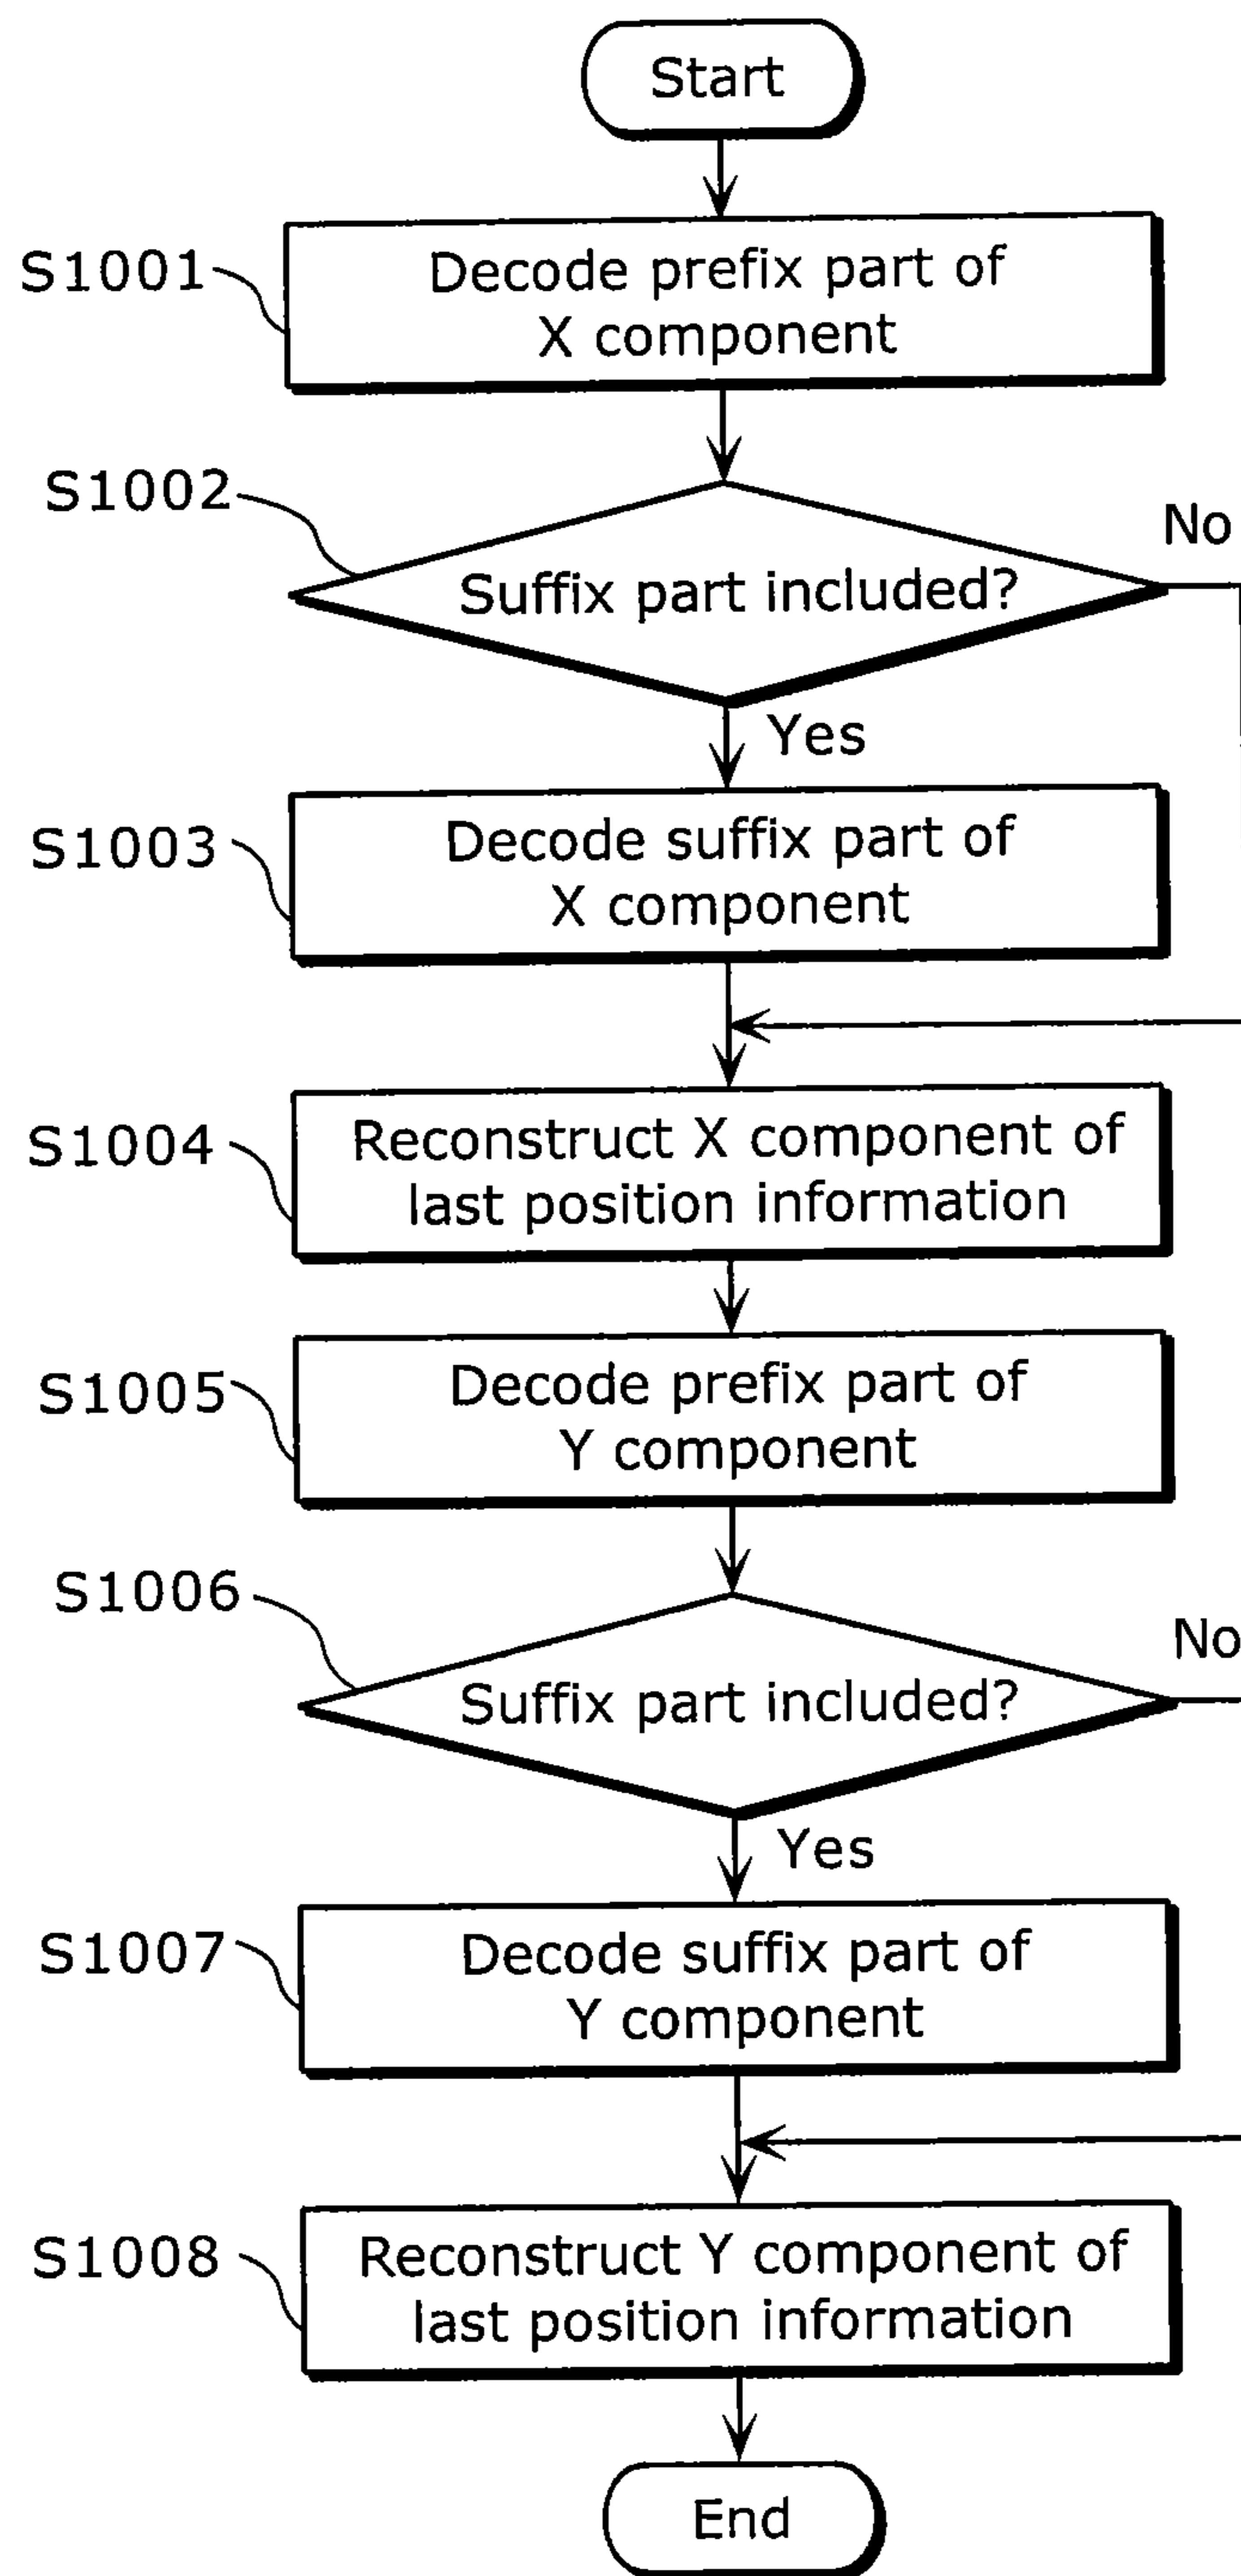 Start
S1001
Decode prefix part of
X component
S1002
No
Suffix part included?
Yes
S1003
Decode suffix part of
X component
S1004
Reconstruct X component of
last position information
S1005
Decode prefix part of
Y component
S1006
No
Suffix part included?
Yes
S1007
Decode suffix part of
Y component
S1008
Reconstruct Y component of
last position information
End